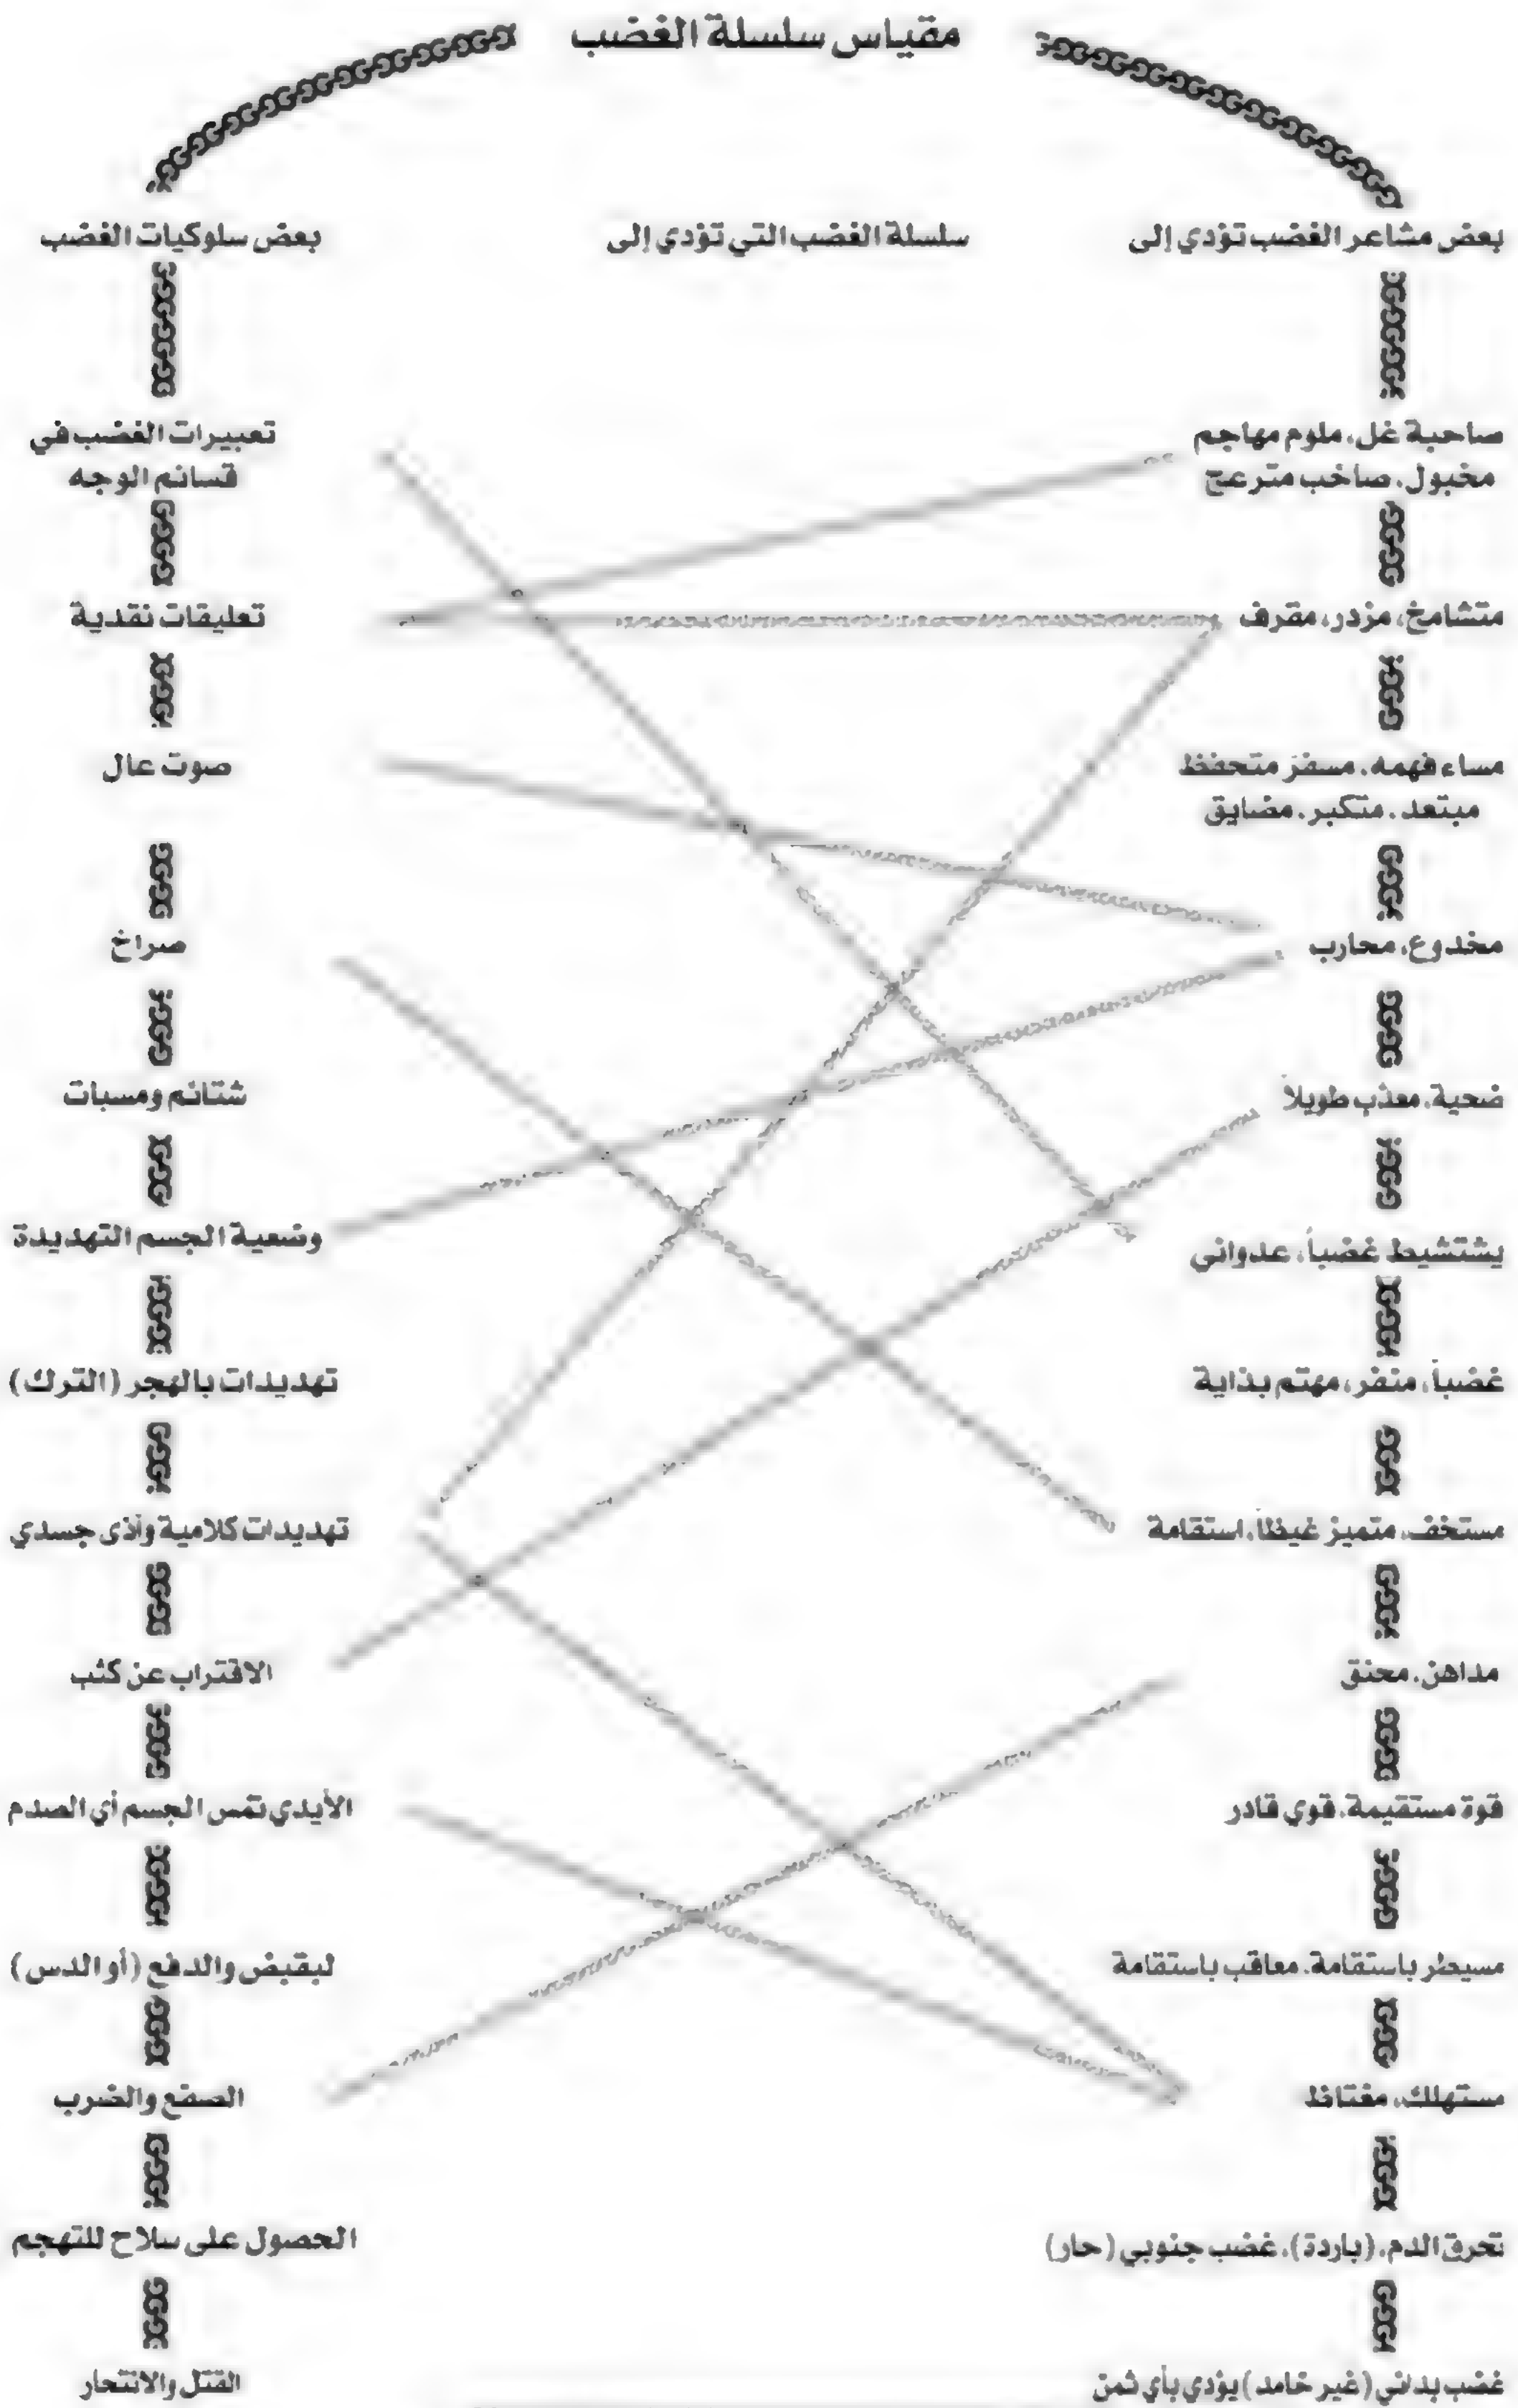 مقياس سلسلة الغضب
بعض مشاعر الغضب تؤدي إلى
سلسلة الغضب التي تؤدي إلى
بعض سلوكيات الغضب
صاحبة غل، ملوم مهاجم
مخبول، صاخب مترعج
تعبيرات الغضب في
قسائم الوجه
متشامخ، مزدر، مقرف
تعليقات نقدية
مساء فهمه، مسفز متحفظ
مبتعد، متكبر، مضايق
صوت عال
مخدوع، محارب
صراخ
ضحية، معذب طويلاً
شتائم ومسبات
يشتشيط غضباً، عدواني
وضعية الجسم التهديدة
غضباً، منفر، مهتم بذاية
تهديدات بالهجر (الترك)
مستخف، متميز غيظاً، استقامة
تهديدات كلامية وأذى جسدي
مداهن، محنق
الاقتراب عن كثب
قوة مستقيمة، قوي قادر
الأيدي تمس الجسم أي الصدم
مسيطر باستقامة، معاقب باستقامة
لبقبض والدفع (أو الدس)
مستهلك، مغتاظ
الصفع والضرب
تحرق الدم، (باردة)، غضب جنوبي (حار)
الحصول على سلاح للتهجم
غضب بدائي (غير خامد) يؤدي بأي ثمن
القتل والانتحار